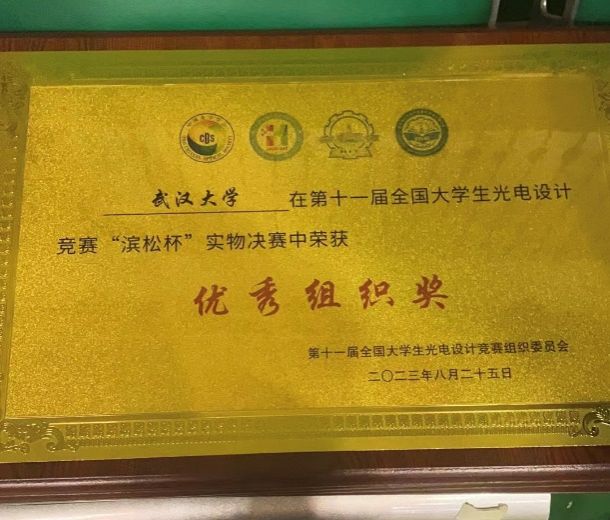 武汉大学 在第十一届全国大学生光电设计
竞赛“滨松杯”实物决赛中荣获
优秀组织奖
第十一届全国大学生光电设计竞赛组织委员会
二〇二三年八月二十五日